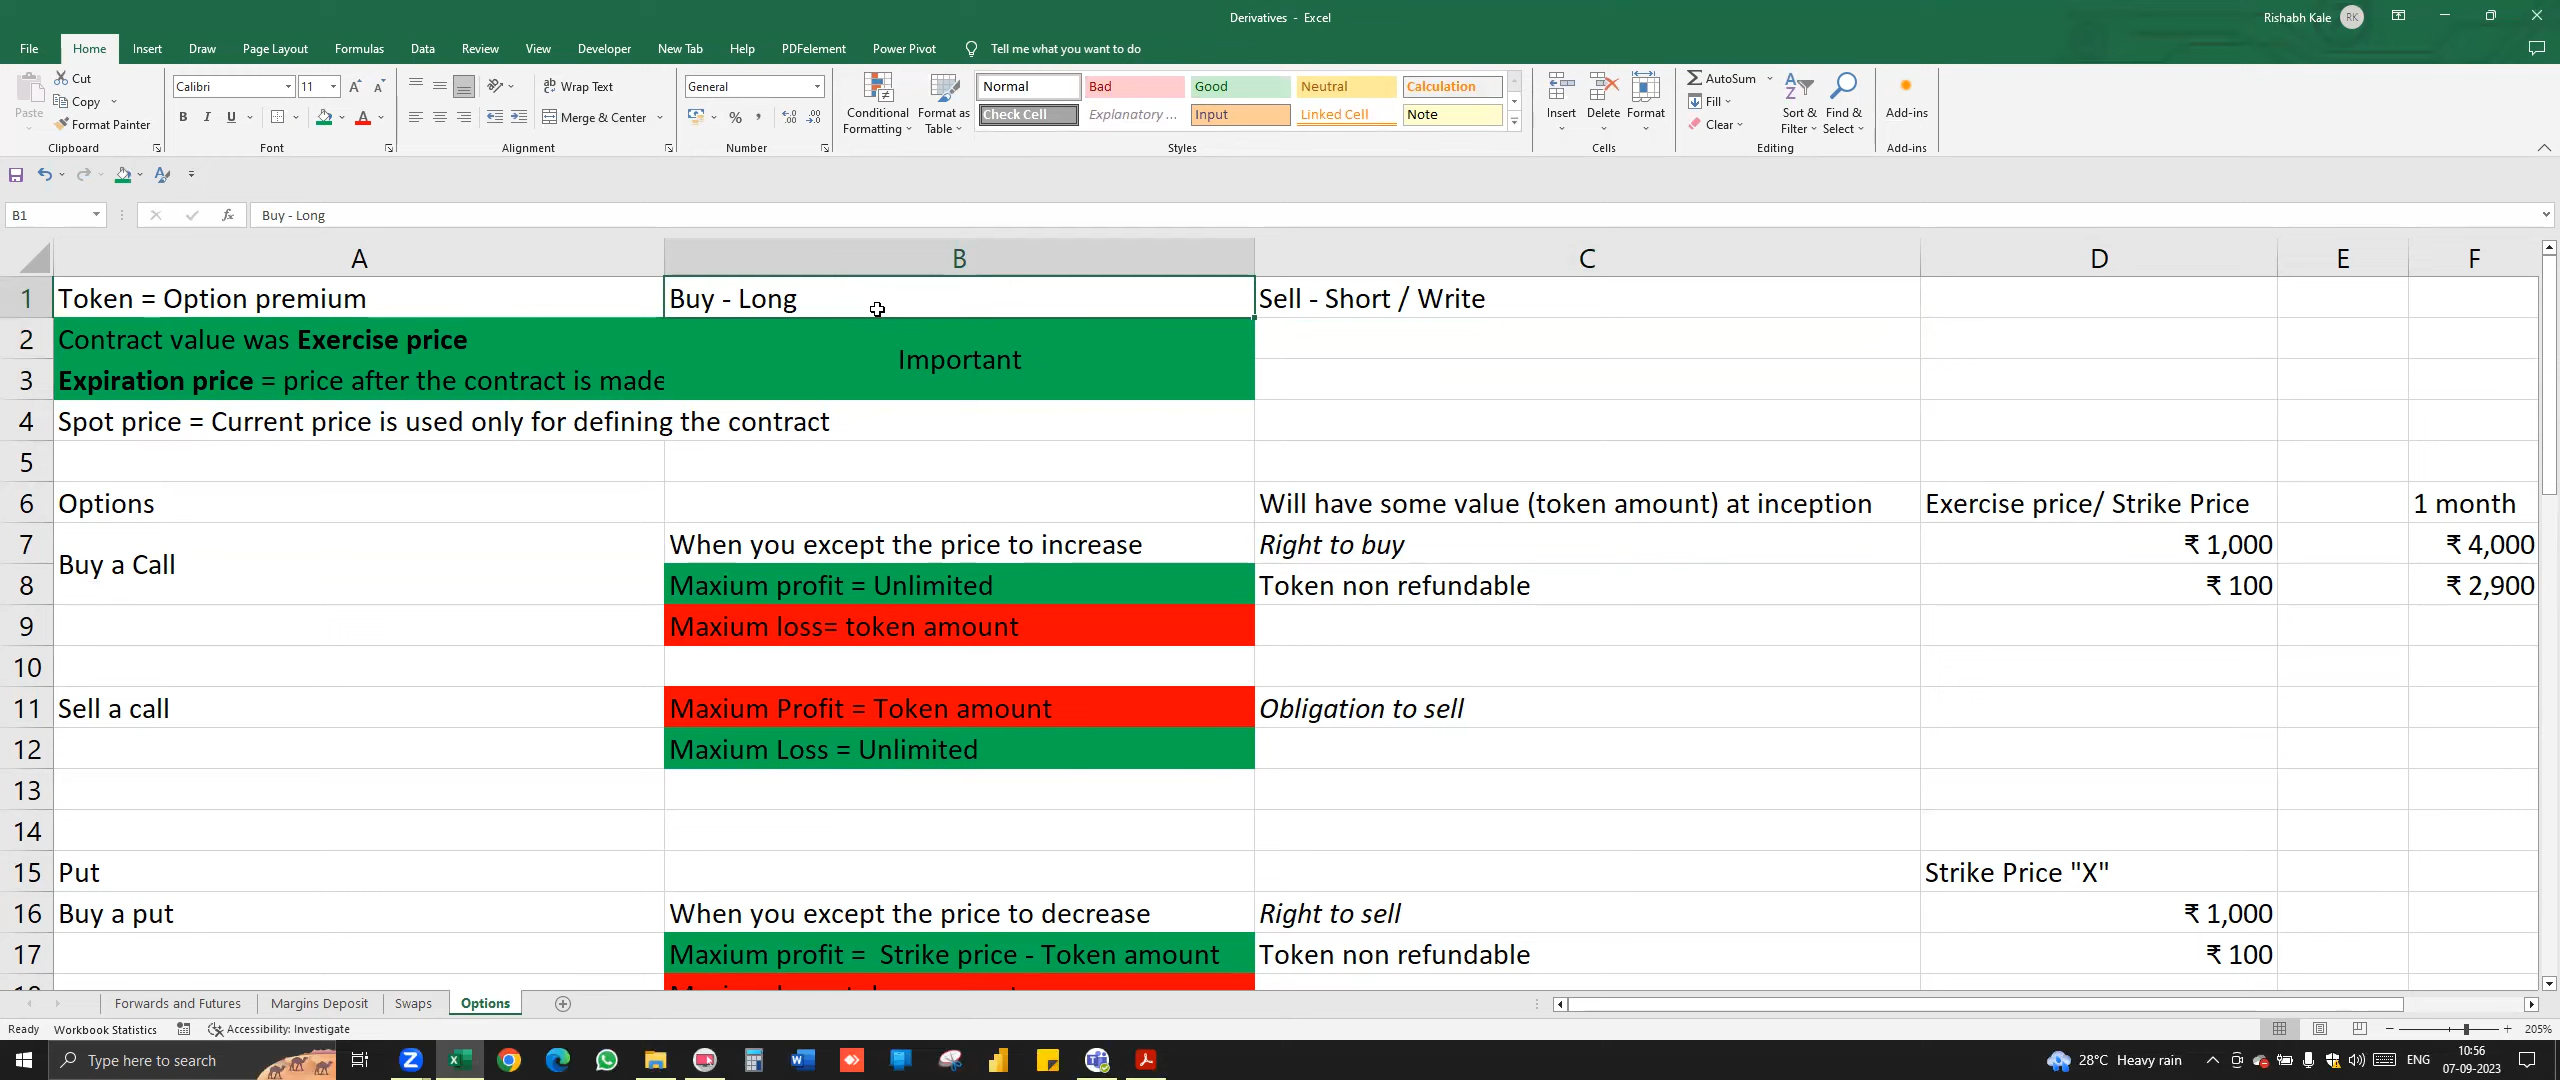 Derivatives - Excel
Rishabh Kale RK
File Home Insert Draw Page Layout Formulas Data Review View Developer New Tab Help PDFelement Power Pivot Tell me what you want to do
Cut
Copy
Format Painter
Paste
Clipboard
Calibri 11
B I U
Font
Wrap Text
Merge & Center
Alignment
General
Number
Conditional Formatting
Format as Table
Normal Bad Good Neutral Calculation
Check Cell Explanatory ... Input Linked Cell Note
Styles
Insert Delete Format
Cells
AutoSum
Fill
Clear
Sort & Filter
Find & Select
Editing
Add-ins
Add-ins
B1 fx Buy - Long
A B C D E F
1 Token = Option premium Buy - Long Sell - Short / Write
2 Contract value was Exercise price Important
3 Expiration price = price after the contract is made
4 Spot price = Current price is used only for defining the contract
5
6 Options Will have some value (token amount) at inception Exercise price/ Strike Price 1 month
7 Buy a Call When you except the price to increase Right to buy ₹ 1,000 ₹ 4,000
8 Maxium profit = Unlimited Token non refundable ₹ 100 ₹ 2,900
9 Maxium loss= token amount
10
11 Sell a call Maxium Profit = Token amount Obligation to sell
12 Maxium Loss = Unlimited
13
14
15 Put Strike Price "X"
16 Buy a put When you except the price to decrease Right to sell ₹ 1,000
17 Maxium profit = Strike price - Token amount Token non refundable ₹ 100
Forwards and Futures Margins Deposit Swaps Options
Ready Workbook Statistics Accessibility: Investigate 205%
Type here to search 28°C Heavy rain ENG 10:56
07-09-2023